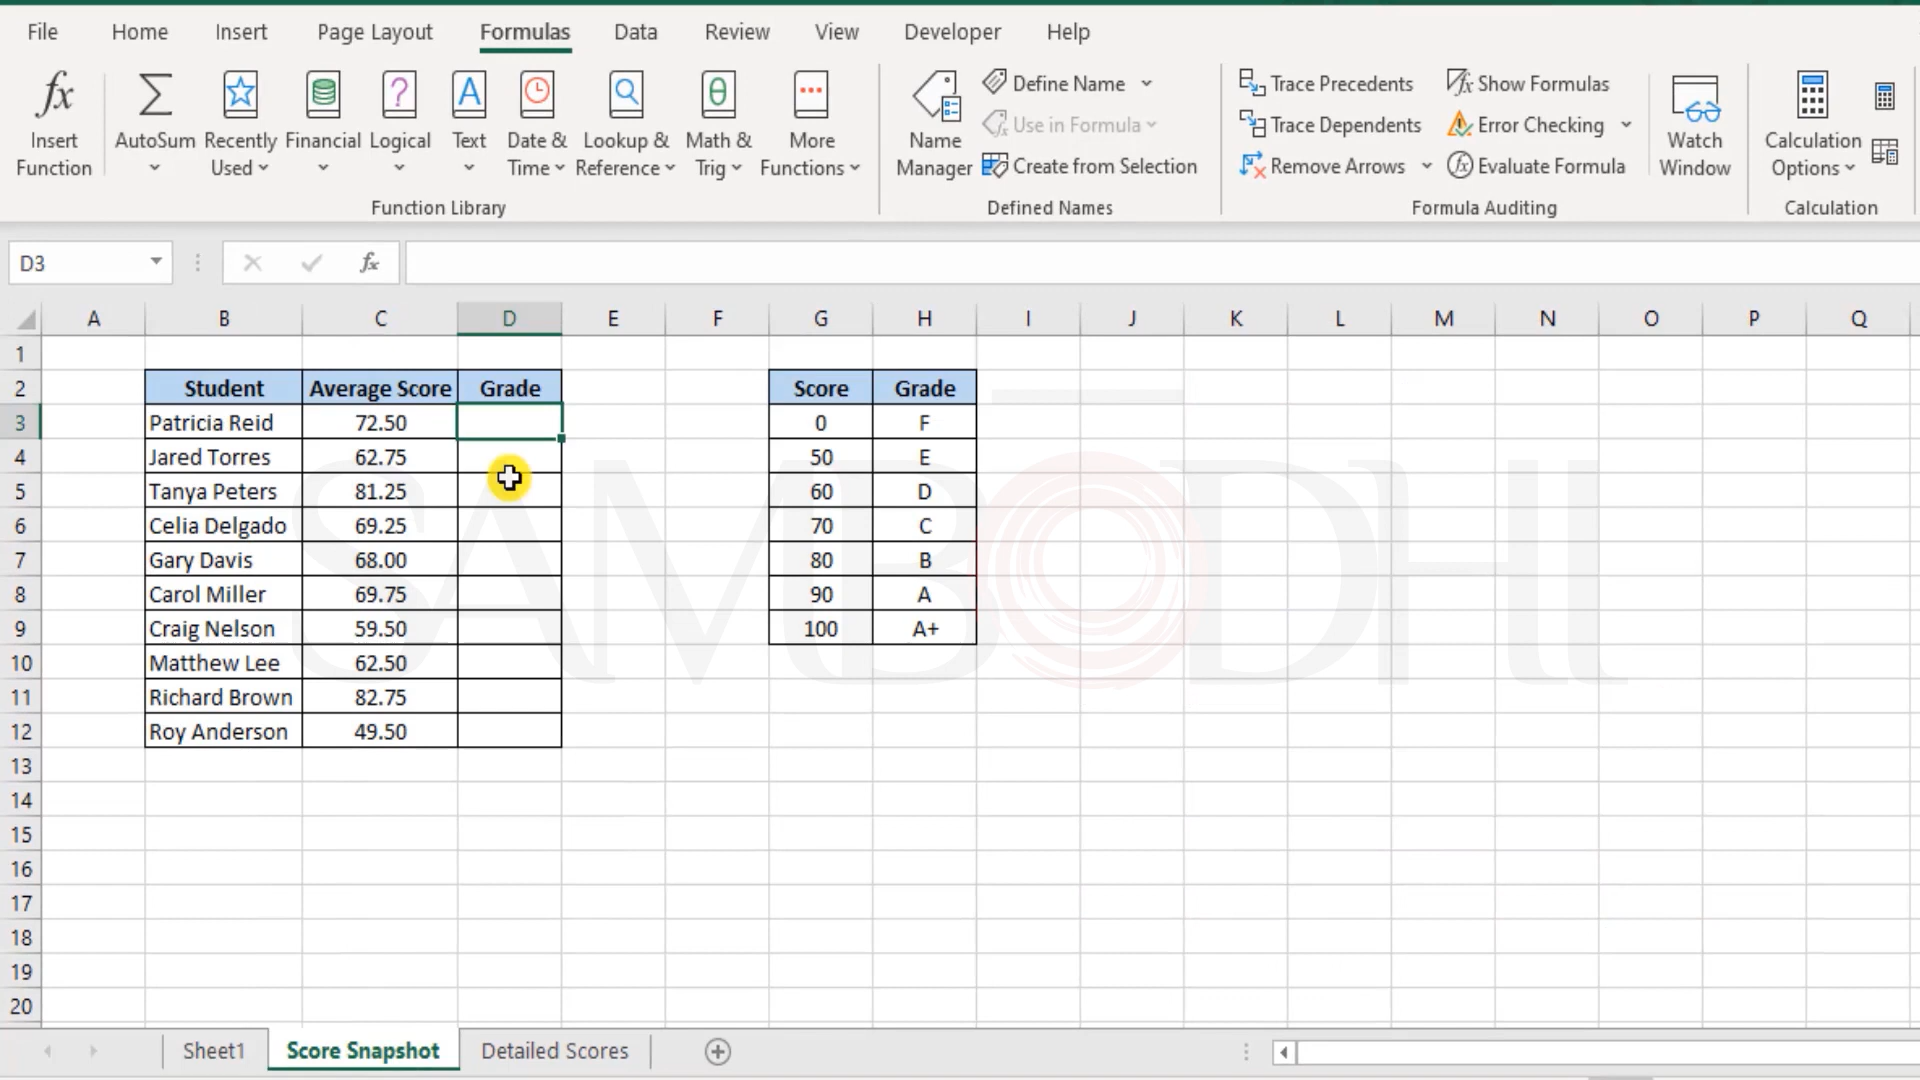 File Home Insert Page Layout Formulas Data Review View Developer Help
fx Insert Function
AutoSum
Recently Used
Financial
Logical
Text
Date & Time
Lookup & Reference
Math & Trig
More Functions
Function Library
Name Manager
Define Name
Use in Formula
Create from Selection
Defined Names
Trace Precedents
Trace Dependents
Remove Arrows
Show Formulas
Error Checking
Evaluate Formula
Watch Window
Formula Auditing
Calculation Options
Calculation
D3 fx
A B C D E F G H I J K L M N O P Q
1
2 Student Average Score Grade Score Grade
3 Patricia Reid 72.50 0 F
4 Jared Torres 62.75 50 E
5 Tanya Peters 81.25 60 D
6 Celia Delgado 69.25 70 C
7 Gary Davis 68.00 80 B
8 Carol Miller 69.75 90 A
9 Craig Nelson 59.50 100 A+
10 Matthew Lee 62.50
11 Richard Brown 82.75
12 Roy Anderson 49.50
13
14
15
16
17
18
19
20
SAMBODHI
Sheet1 Score Snapshot Detailed Scores